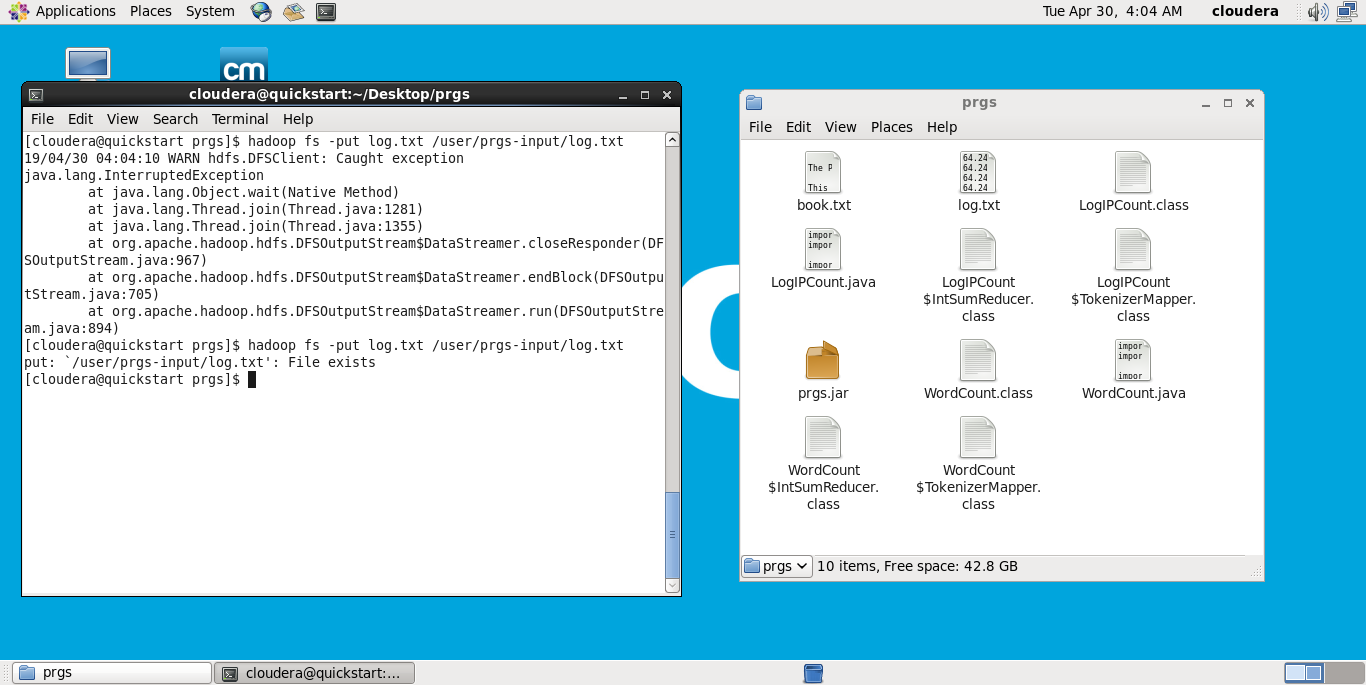 Applications Places System Tue Apr 30, 4:04 AM cloudera
cm
cloudera@quickstart:~/Desktop/prgs
File Edit View Search Terminal Help
[cloudera@quickstart prgs]$ hadoop fs -put log.txt /user/prgs-input/log.txt
19/04/30 04:04:10 WARN hdfs.DFSClient: Caught exception
java.lang.InterruptedException
at java.lang.Object.wait(Native Method)
at java.lang.Thread.join(Thread.java:1281)
at java.lang.Thread.join(Thread.java:1355)
at org.apache.hadoop.hdfs.DFSOutputStream$DataStreamer.closeResponder(DF
SOutputStream.java:967)
at org.apache.hadoop.hdfs.DFSOutputStream$DataStreamer.endBlock(DFSOutpu
tStream.java:705)
at org.apache.hadoop.hdfs.DFSOutputStream$DataStreamer.run(DFSOutputStre
am.java:894)
[cloudera@quickstart prgs]$ hadoop fs -put log.txt /user/prgs-input/log.txt
put: `/user/prgs-input/log.txt': File exists
[cloudera@quickstart prgs]$
prgs
File Edit View Places Help
The P
This
book.txt
64.24
64.24
64.24
64.24
log.txt
LogIPCount.class
impor
impor
impor
LogIPCount.java
LogIPCount
$IntSumReducer.
class
LogIPCount
$TokenizerMapper.
class
prgs.jar
WordCount.class
impor
impor
impor
WordCount.java
WordCount
$IntSumReducer.
class
WordCount
$TokenizerMapper.
class
prgs 10 items, Free space: 42.8 GB
prgs cloudera@quickstart:...